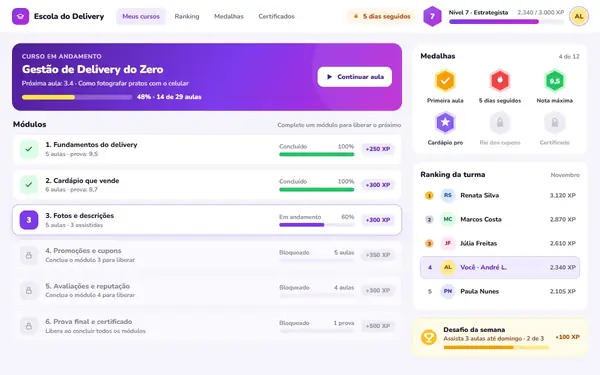 Escola do Delivery
Meus cursos
Ranking
Medalhas
Certificados
5 dias seguidos
7
Nível 7 · Estrategista
2.340 / 3.000 XP
AL
CURSO EM ANDAMENTO
Gestão de Delivery do Zero
Próxima aula: 3.4 · Como fotografar pratos com o celular
48% · 14 de 29 aulas
Continuar aula
Módulos
Complete um módulo para liberar o próximo
1. Fundamentos do delivery
5 aulas · prova: 9,5
Concluído 100%
+250 XP
2. Cardápio que vende
6 aulas · prova: 9,7
Concluído 100%
+300 XP
3
3. Fotos e descrições
5 aulas · 3 assistidas
Em andamento 60%
+300 XP
4. Promoções e cupons
Conclua o módulo 3 para liberar
Bloqueado 5 aulas
+350 XP
5. Avaliações e reputação
Conclua o módulo 4 para liberar
Bloqueado 4 aulas
+300 XP
6. Prova final e certificado
Libera ao concluir todos os módulos
Bloqueado 1 prova
+500 XP
Medalhas
4 de 12
Primeira aula
5 dias seguidos
9,5
Nota máxima
Cardápio pro
Rei dos cupons
Certificado
Ranking da turma
Novembro
1 RS Renata Silva 3.120 XP
2 MC Marcos Costa 2.870 XP
3 JF Júlia Freitas 2.610 XP
4 AL Você · André L. 2.340 XP
5 PN Paula Nunes 2.105 XP
Desafio da semana
Assista 3 aulas até domingo · 2 de 3
+100 XP